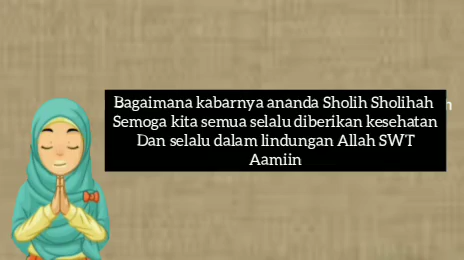 Bagaimana kabarnya ananda Sholih Sholihah
Semoga kita semua selalu diberikan kesehatan
Dan selalu dalam lindungan Allah SWT
Aamiin